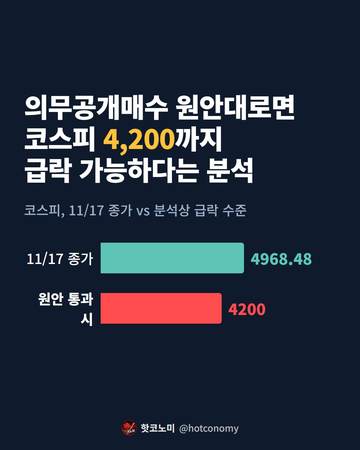 의무공개매수 원안대로면
코스피 4,200까지
급락 가능하다는 분석
코스피, 11/17 종가 vs 분석상 급락 수준
11/17 종가
4968.48
원안 통과
시
4200
핫코노미 @hotconomy